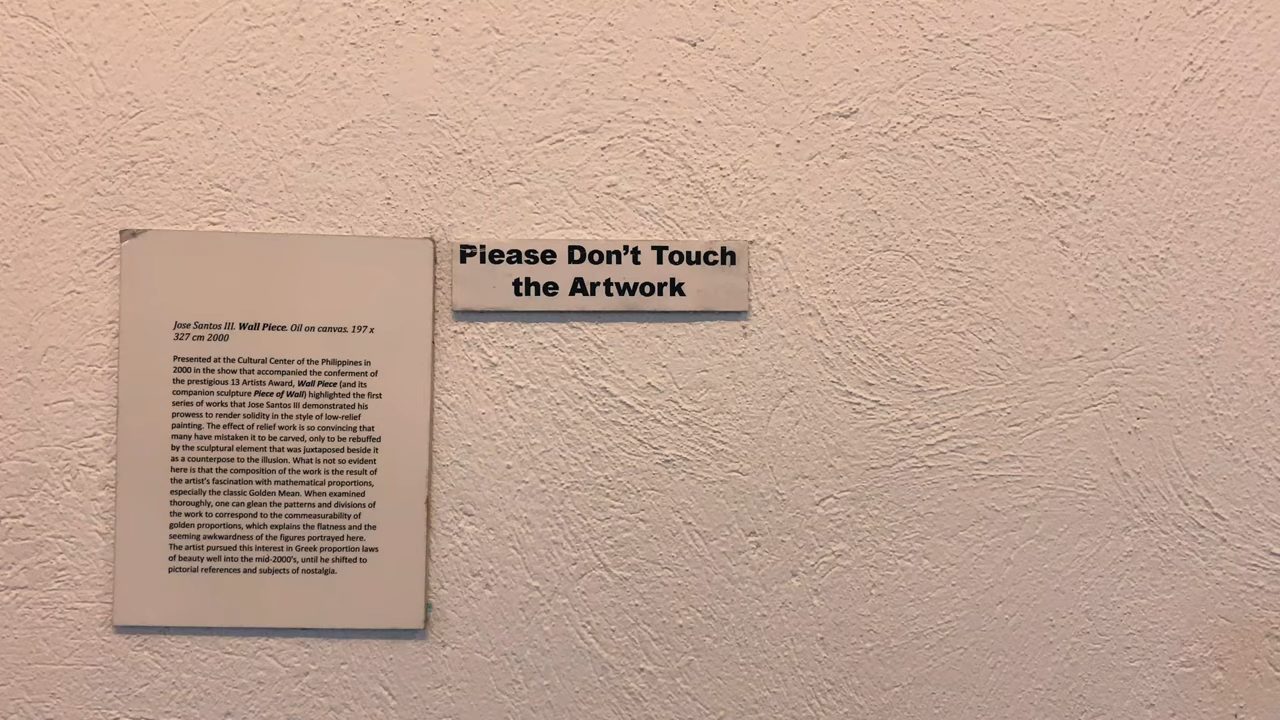 Jose Santos III. Wall Piece. Oil on canvas. 197 x
327 cm 2000
Presented at the Cultural Center of the Philippines in
2000 in the show that accompanied the conferment of
the prestigious 13 Artists Award, Wall Piece (and its
companion sculpture Piece of Wall) highlighted the first
series of works that Jose Santos III demonstrated his
prowess to render solidity in the style of low-relief
painting. The effect of relief work is so convincing that
many have mistaken it to be carved, only to be rebuffed
by the sculptural element that was juxtaposed beside it
as a counterpose to the illusion. What is not so evident
here is that the composition of the work is the result of
the artist's fascination with mathematical proportions,
especially the classic Golden Mean. When examined
thoroughly, one can glean the patterns and divisions of
the work to correspond to the commeasurability of
golden proportions, which explains the flatness and the
seeming awkwardness of the figures portrayed here.
The artist pursued this interest in Greek proportion laws
of beauty well into the mid-2000's, until he shifted to
pictorial references and subjects of nostalgia.
Please Don't Touch
the Artwork